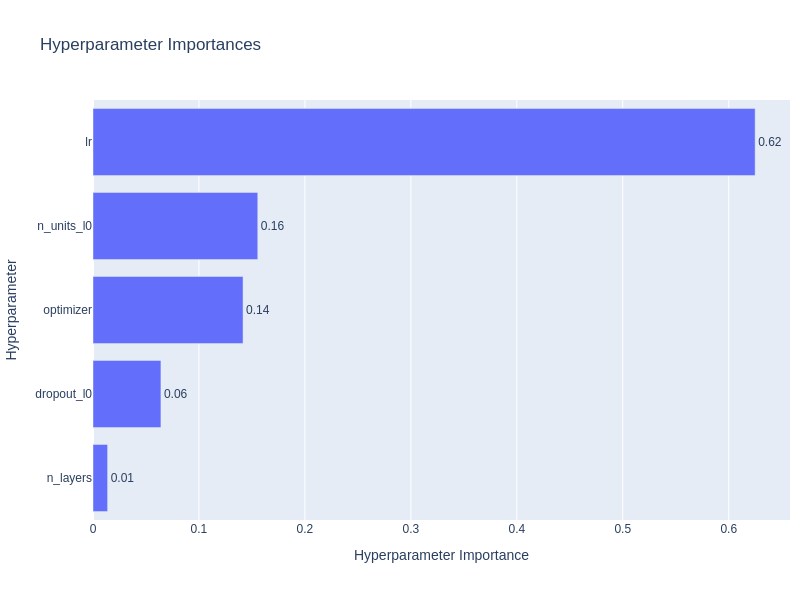 Hyperparameter Importances
Hyperparameter
lr
0.62
n_units_l0
0.16
optimizer
0.14
dropout_l0
0.06
n_layers
0.01
0
0.1
0.2
0.3
0.4
0.5
0.6
Hyperparameter Importance